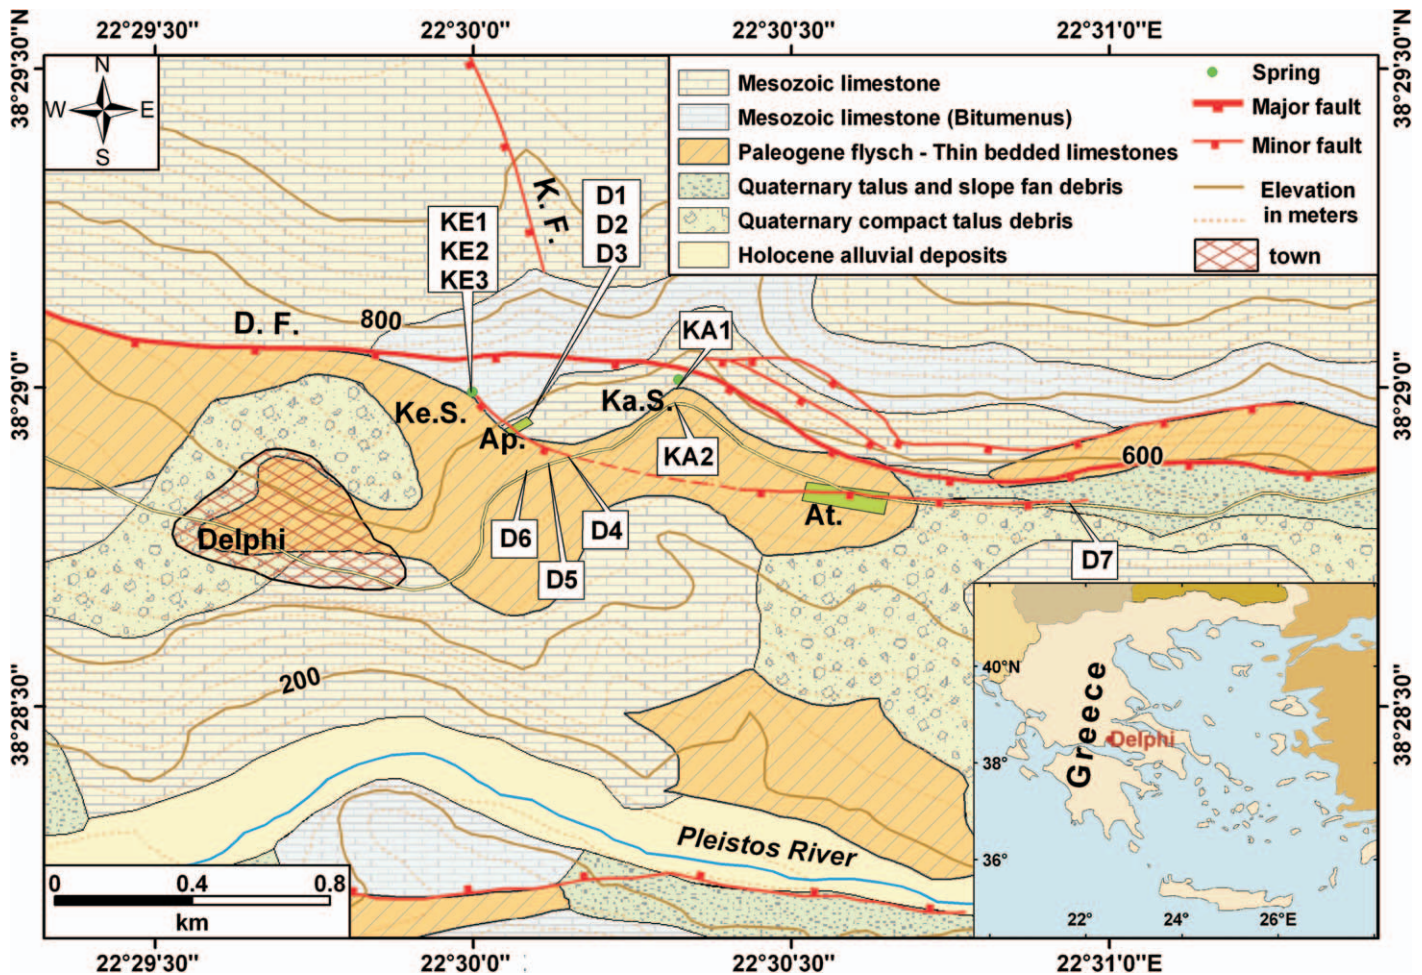 22°29'30" 22°30'0" 22°30'30" 22°31'0"E
38°29'30"N
38°29'30"N
N
W E
S
Mesozoic limestone
Mesozoic limestone (Bitumenus)
Paleogene flysch - Thin bedded limestones
Quaternary talus and slope fan debris
Quaternary compact talus debris
Holocene alluvial deposits
Spring
Major fault
Minor fault
Elevation
in meters
town
K. F.
D1
D2
D3
KE1
KE2
KE3
D. F.
800
KA1
38°29'0"
38°29'0"
Ke.S.
Ka.S.
Ap.
KA2
600
At.
Delphi
D6
D4
D5
D7
200
38°28'30"
38°28'30"
Pleistos River
40°N
38°
36°
Greece
Delphi
22° 24° 26°E
0 0.4 0.8
km
22°29'30" 22°30'0" 22°30'30" 22°31'0"E